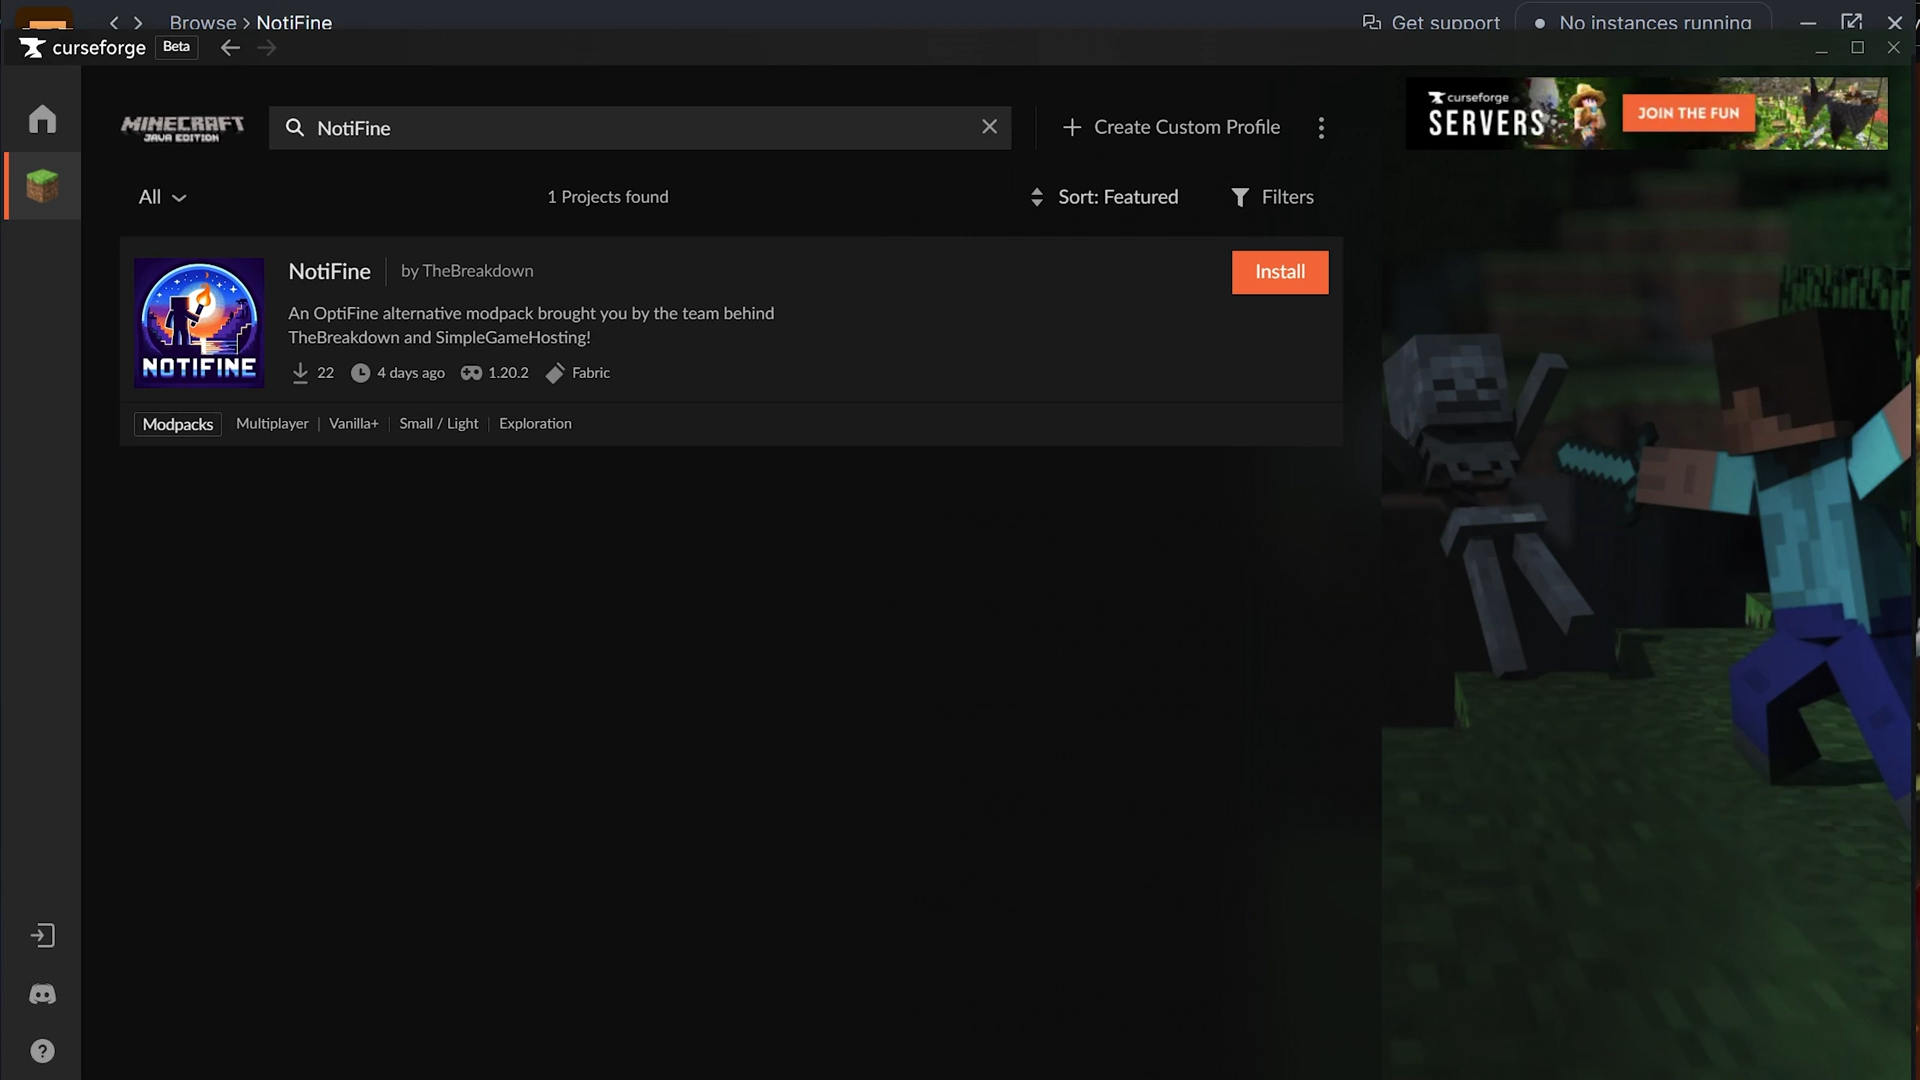 Browse > NotiFine
Get support
No instances running
curseforge
Beta
MINECRAFT
JAVA EDITION
NotiFine
Create Custom Profile
curseforge
SERVERS
JOIN THE FUN
All
1 Projects found
Sort: Featured
Filters
NOTIFINE
NotiFine
by TheBreakdown
Install
An OptiFine alternative modpack brought you by the team behind
TheBreakdown and SimpleGameHosting!
22
4 days ago
1.20.2
Fabric
Modpacks
Multiplayer | Vanilla+ | Small / Light | Exploration